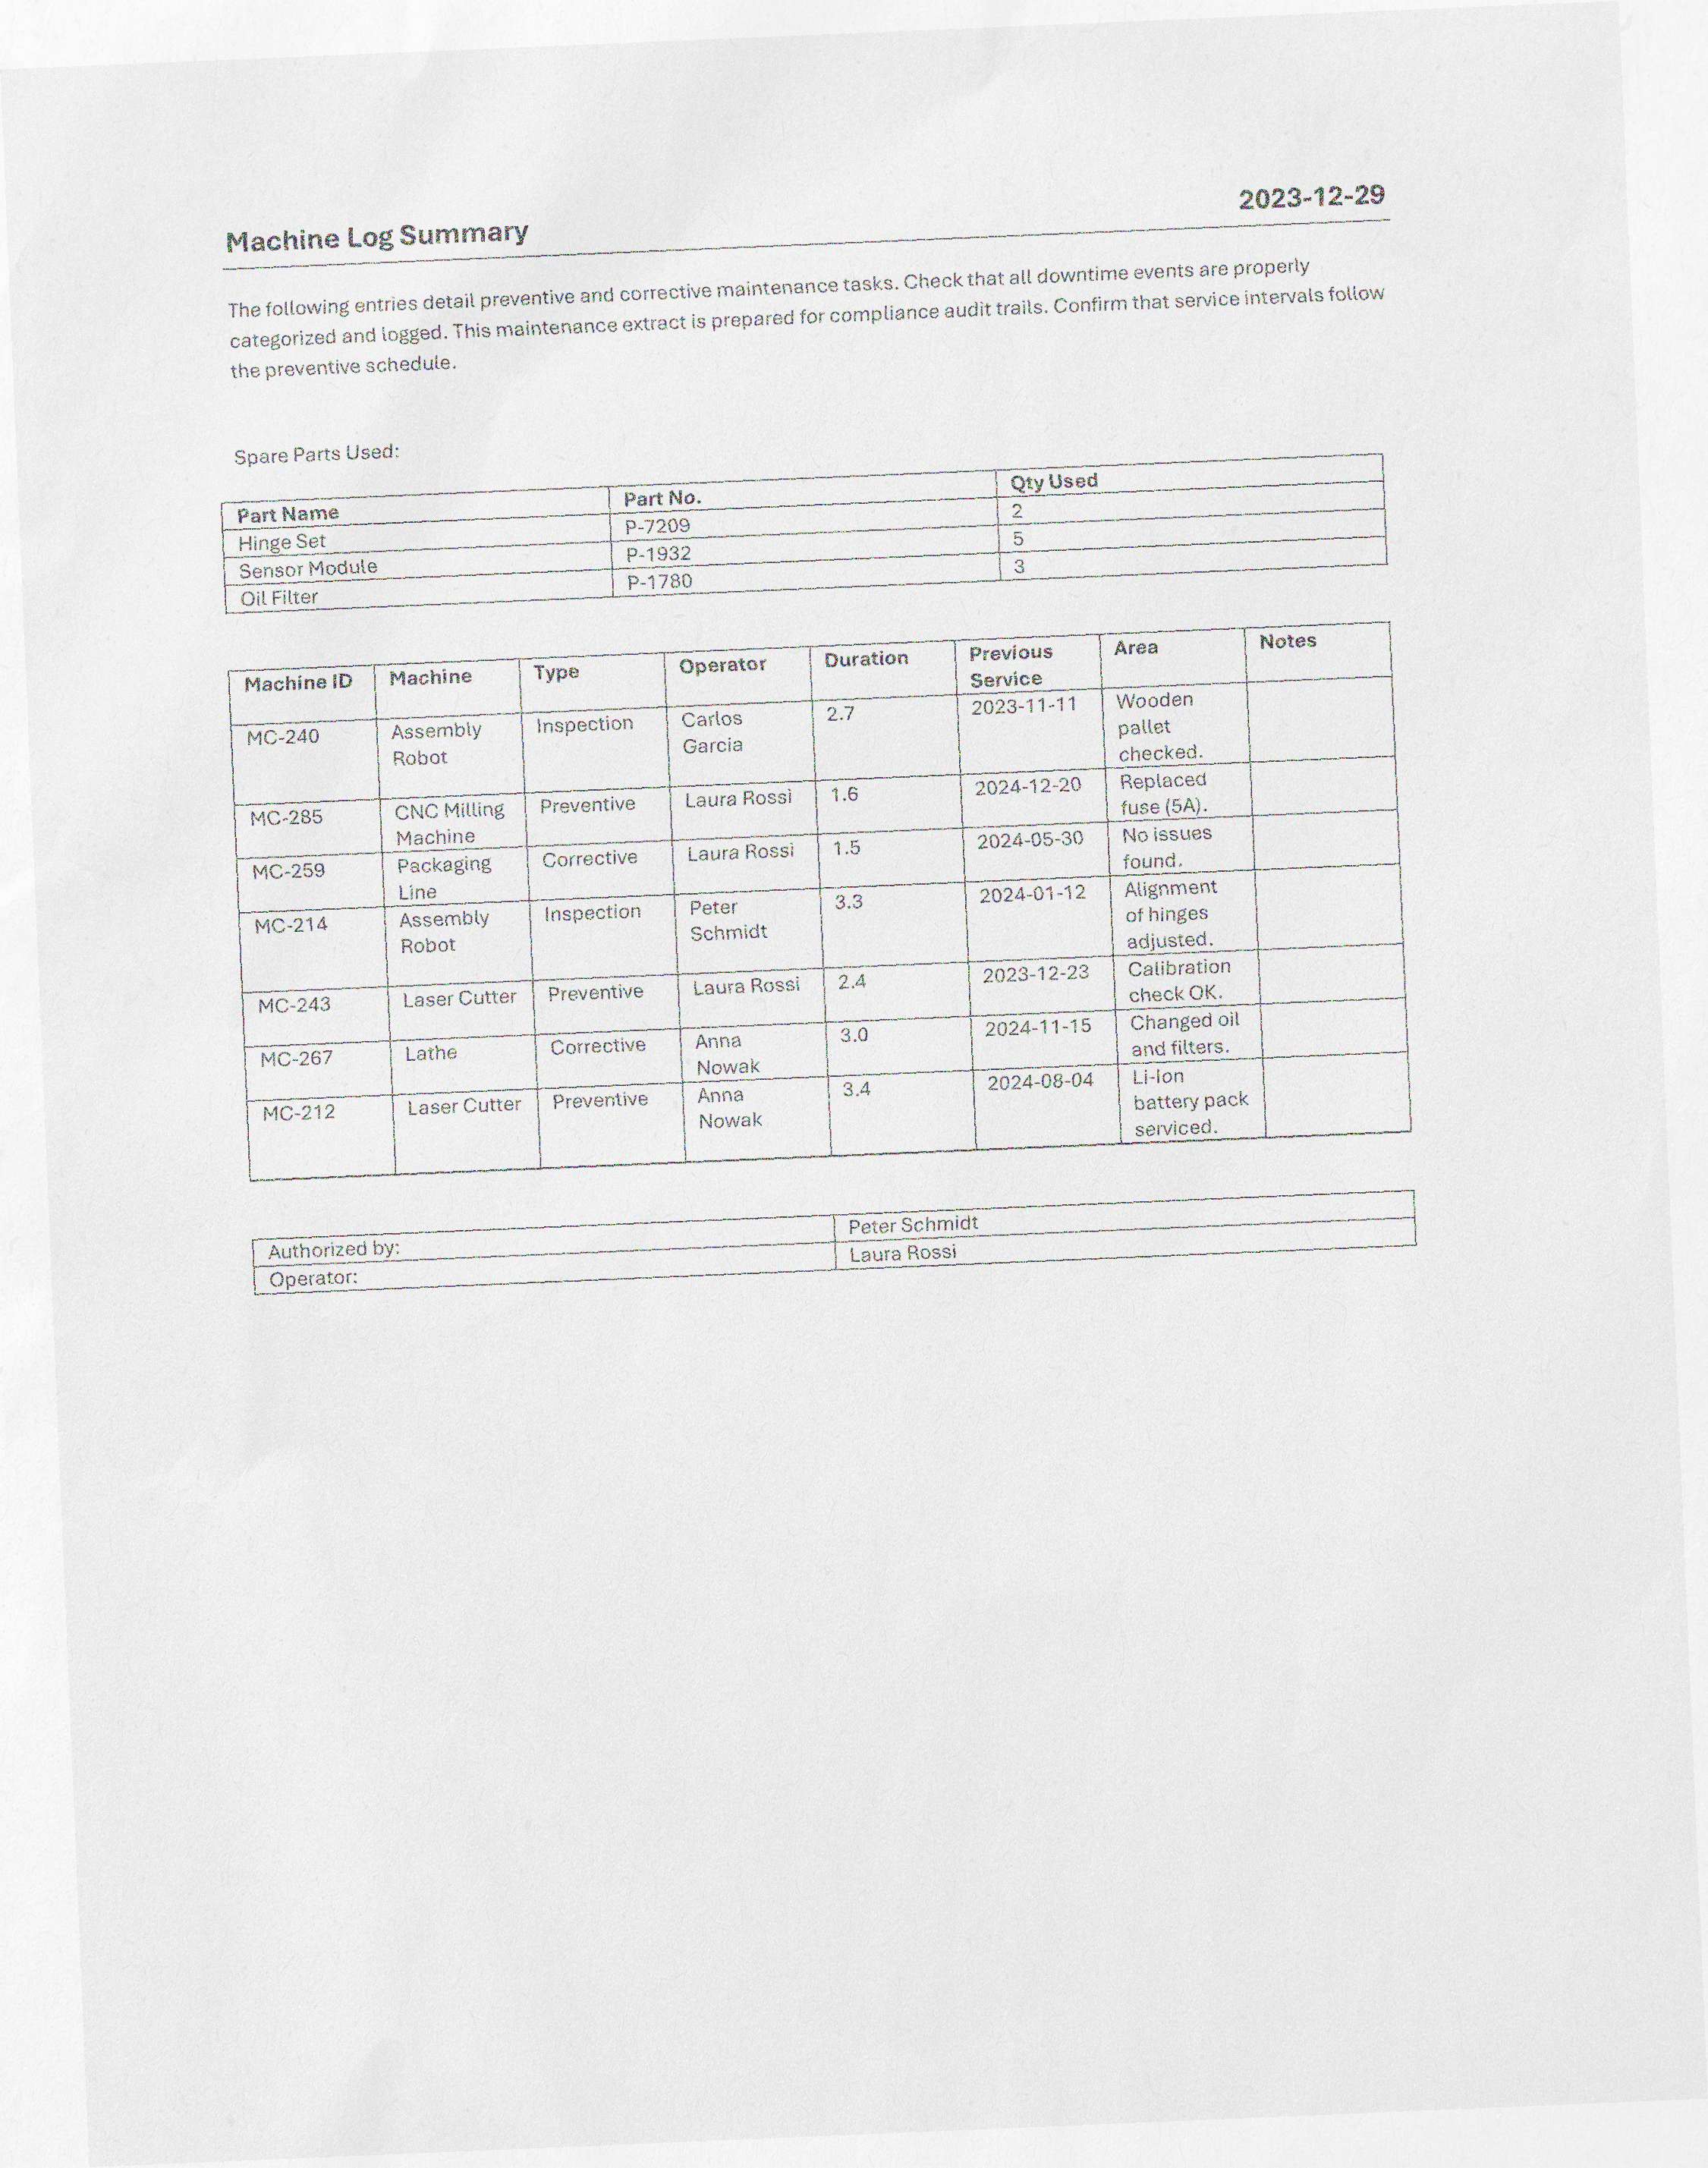 2023-12-29
Machine Log Summary
The following entries detail preventive and corrective maintenance tasks. Check that all downtime events are properly
categorized and logged. This maintenance extract is prepared for compliance audit trails. Confirm that service intervals follow
the preventive schedule.
Spare Parts Used:
Part Name Part No. Qty Used
Hinge Set P-7209 2
Sensor Module P-1932 5
Oil Filter P-1780 3
Machine ID Machine Type Operator Duration Previous Area Notes
Service
MC-240 Assembly Inspection Carlos 2.7 2023-11-11 Wooden
Robot Garcia pallet
checked.
MC-285 CNC Milling Preventive Laura Rossi 1.6 2024-12-20 Replaced
Machine fuse (5A).
MC-259 Packaging Corrective Laura Rossi 1.5 2024-05-30 No issues
Line found.
MC-214 Assembly Inspection Peter 3.3 2024-01-12 Alignment
Robot Schmidt of hinges
adjusted.
MC-243 Laser Cutter Preventive Laura Rossi 2.4 2023-12-23 Calibration
check OK.
MC-267 Lathe Corrective Anna 3.0 2024-11-15 Changed oil
Nowak and filters.
MC-212 Laser Cutter Preventive Anna 3.4 2024-08-04 Li-Ion
Nowak battery pack
serviced.
Authorized by: Peter Schmidt
Operator: Laura Rossi